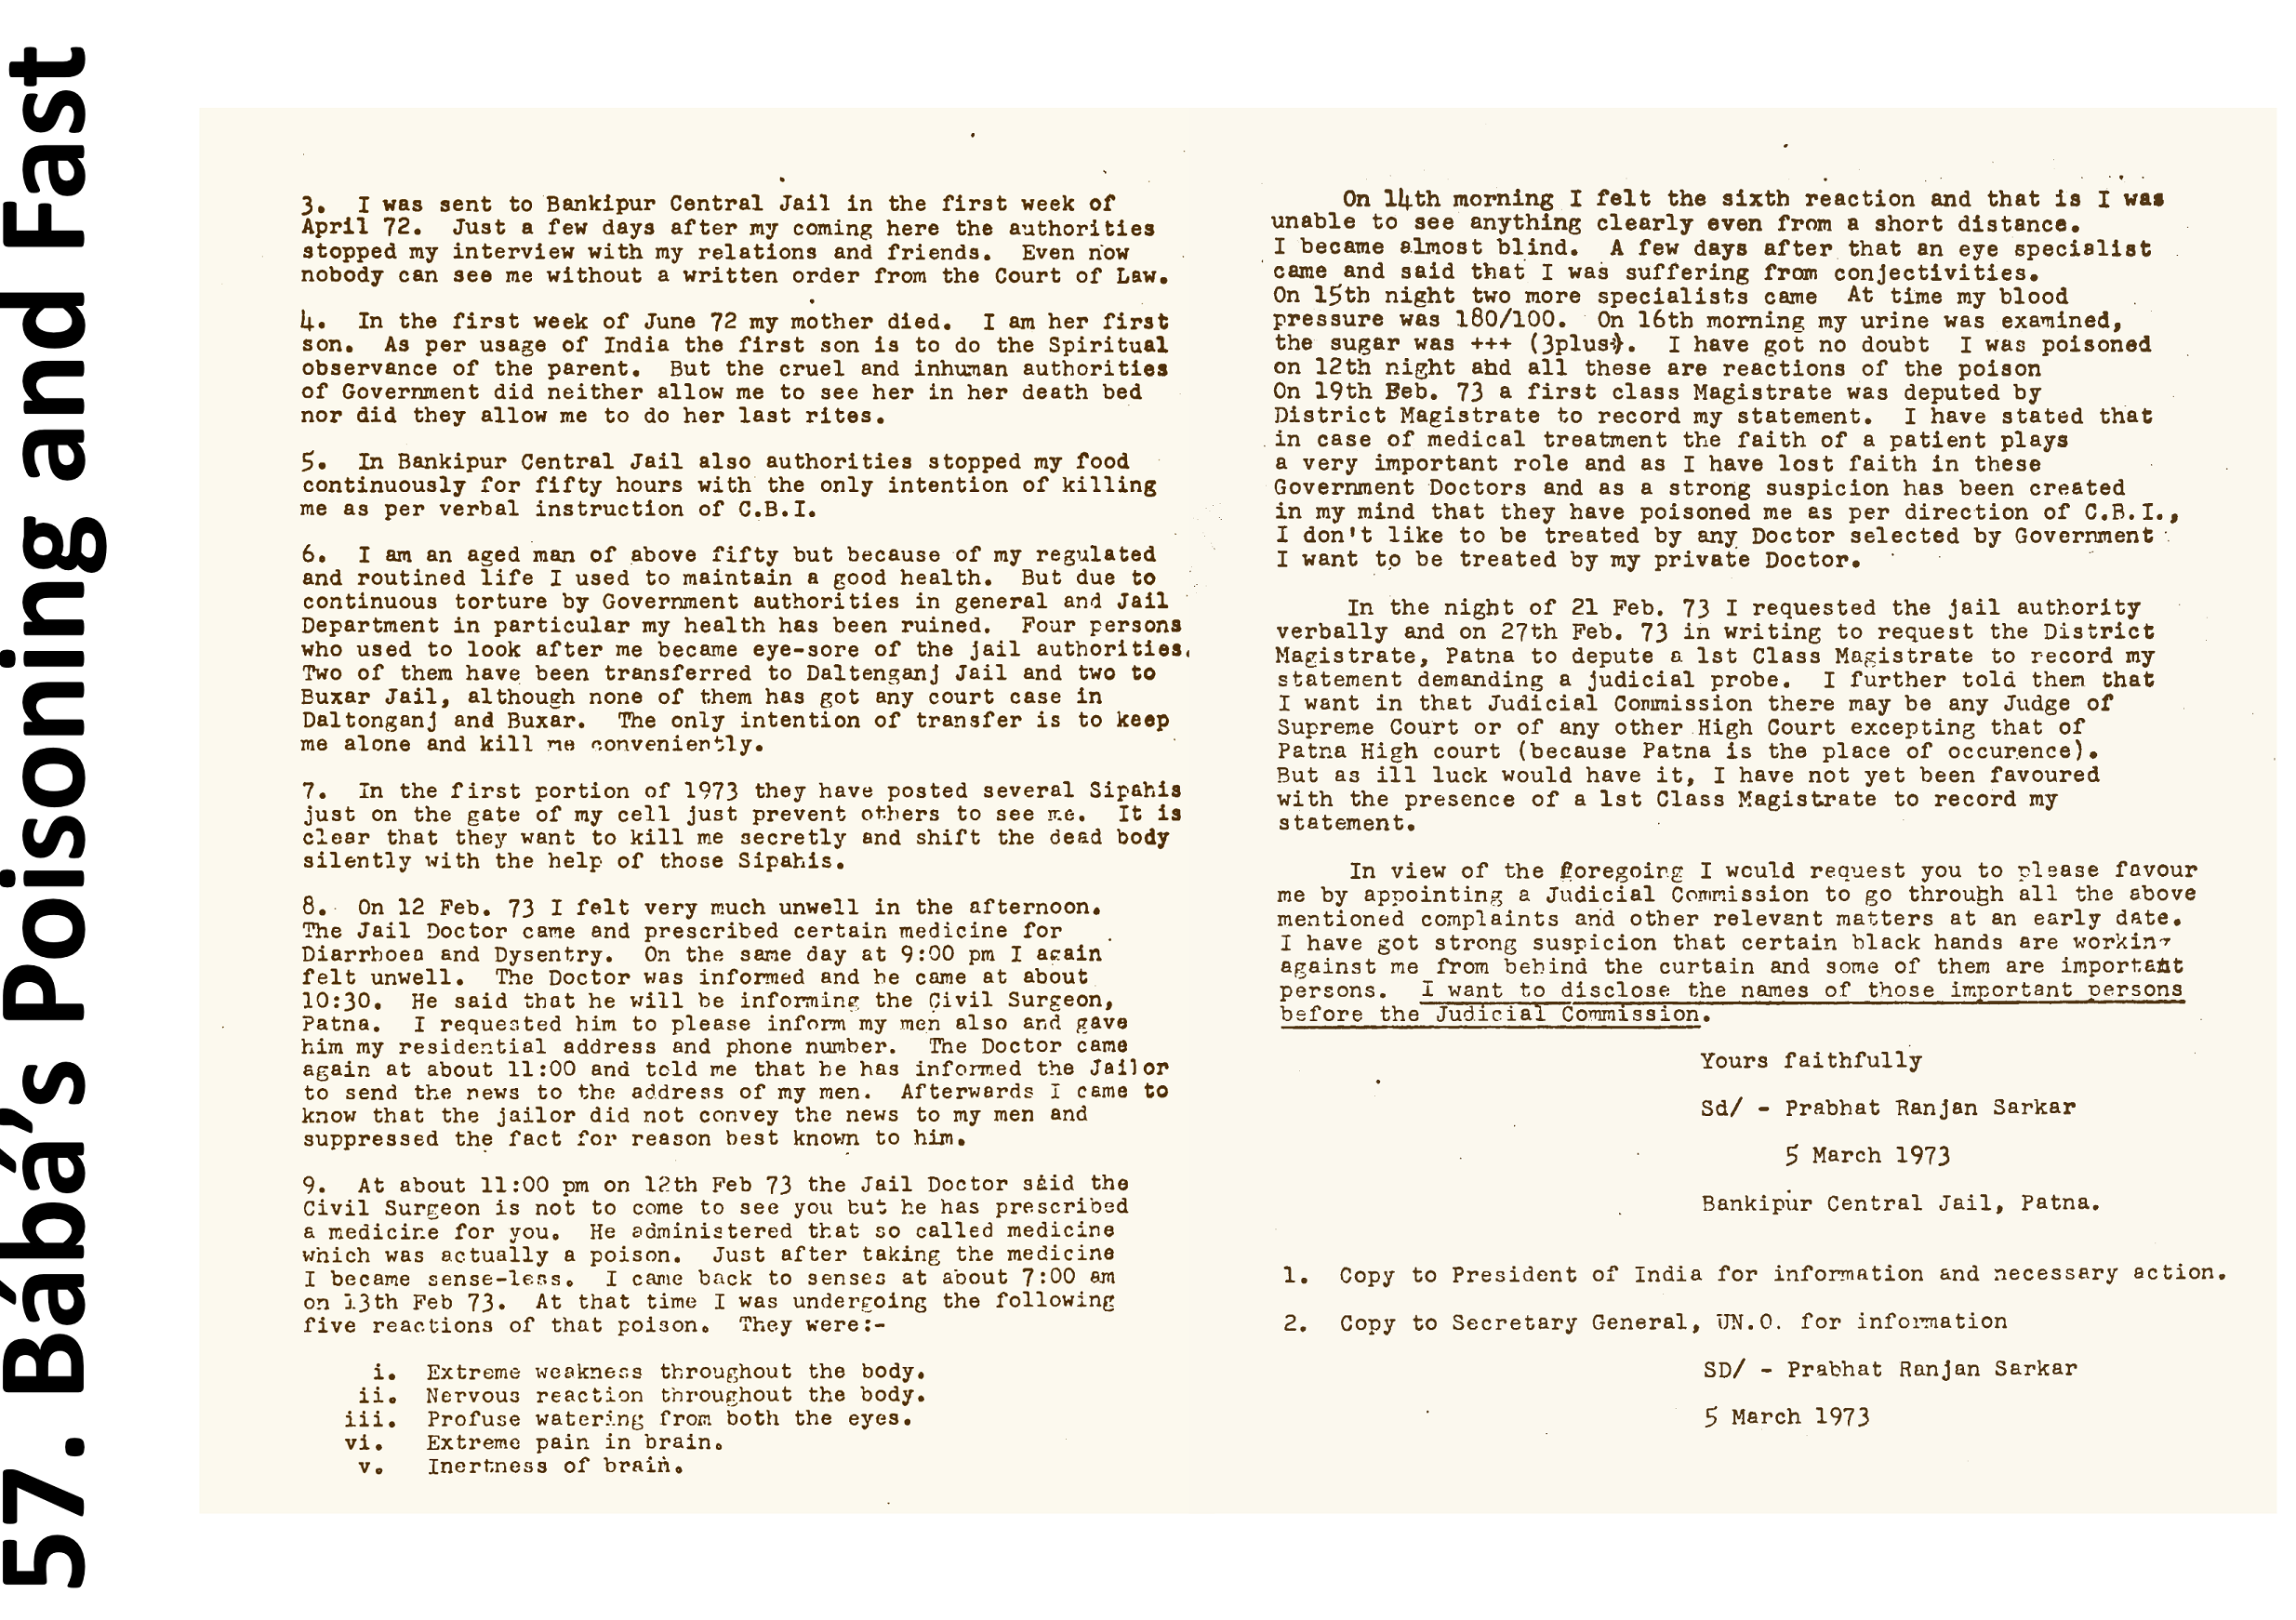 57. Bábá's Poisoning and Fast
3. I was sent to Bankipur Central Jail in the first week of
April 72. Just a few days after my coming here the authorities
stopped my interview with my relations and friends. Even now
nobody can see me without a written order from the Court of Law.
4. In the first week of June 72 my mother died. I am her first
son. As per usage of India the first son is to do the Spiritual
observance of the parent. But the cruel and inhuman authorities
of Government did neither allow me to see her in her death bed
nor did they allow me to do her last rites.
5. In Bankipur Central Jail also authorities stopped my food
continuously for fifty hours with the only intention of killing
me as per verbal instruction of C.B.I.
6. I am an aged man of above fifty but because of my regulated
and routined life I used to maintain a good health. But due to
continuous torture by Government authorities in general and Jail
Department in particular my health has been ruined. Four persons
who used to look after me became eye-sore of the jail authorities.
Two of them have been transferred to Daltenganj Jail and two to
Buxar Jail, although none of them has got any court case in
Daltonganj and Buxar. The only intention of transfer is to keep
me alone and kill me conveniently.
7. In the first portion of 1973 they have posted several Sipahis
just on the gate of my cell just prevent others to see me. It is
clear that they want to kill me secretly and shift the dead body
silently with the help of those Sipahis.
8. On 12 Feb. 73 I felt very much unwell in the afternoon.
The Jail Doctor came and prescribed certain medicine for
Diarrhoea and Dysentry. On the same day at 9:00 pm I again
felt unwell. The Doctor was informed and he came at about
10:30. He said that he will be informing the Civil Surgeon,
Patna. I requested him to please inform my men also and gave
him my residential address and phone number. The Doctor came
again at about 11:00 and told me that he has informed the Jailor
to send the news to the address of my men. Afterwards I came to
know that the jailor did not convey the news to my men and
suppressed the fact for reason best known to him.
9. At about 11:00 pm on 12th Feb 73 the Jail Doctor said the
Civil Surgeon is not to come to see you but he has prescribed
a medicine for you. He administered that so called medicine
which was actually a poison. Just after taking the medicine
I became sense-less. I came back to senses at about 7:00 am
on 13th Feb 73. At that time I was undergoing the following
five reactions of that poison. They were:-
i. Extreme weakness throughout the body.
ii. Nervous reaction throughout the body.
iii. Profuse watering from both the eyes.
vi. Extreme pain in brain.
v. Inertness of brain.
On 14th morning I felt the sixth reaction and that is I was
unable to see anything clearly even from a short distance.
I became almost blind. A few days after that an eye specialist
came and said that I was suffering from conjectivities.
On 15th night two more specialists came At time my blood
pressure was 180/100. On 16th morning my urine was examined,
the sugar was +++ (3plus). I have got no doubt I was poisoned
on 12th night ahd all these are reactions of the poison
On 19th Feb. 73 a first class Magistrate was deputed by
District Magistrate to record my statement. I have stated that
in case of medical treatment the faith of a patient plays
a very important role and as I have lost faith in these
Government Doctors and as a strong suspicion has been created
in my mind that they have poisoned me as per direction of C.B.I.,
I don't like to be treated by any Doctor selected by Government
I want to be treated by my private Doctor.
In the night of 21 Feb. 73 I requested the jail authority
verbally and on 27th Feb. 73 in writing to request the District
Magistrate, Patna to depute a 1st Class Magistrate to record my
statement demanding a judicial probe. I further told them that
I want in that Judicial Commission there may be any Judge of
Supreme Court or of any other High Court excepting that of
Patna High court (because Patna is the place of occurence).
But as ill luck would have it, I have not yet been favoured
with the presence of a 1st Class Magistrate to record my
statement.
In view of the foregoing I would request you to please favour
me by appointing a Judicial Commission to go through all the above
mentioned complaints and other relevant matters at an early date.
I have got strong suspicion that certain black hands are working
against me from behind the curtain and some of them are important
persons. I want to disclose the names of those important persons
before the Judicial Commission.
Yours faithfully
Sd/ - Prabhat Ranjan Sarkar
5 March 1973
Bankipur Central Jail, Patna.
1. Copy to President of India for information and necessary action.
2. Copy to Secretary General, UN.O. for information
SD/ - Prabhat Ranjan Sarkar
5 March 1973